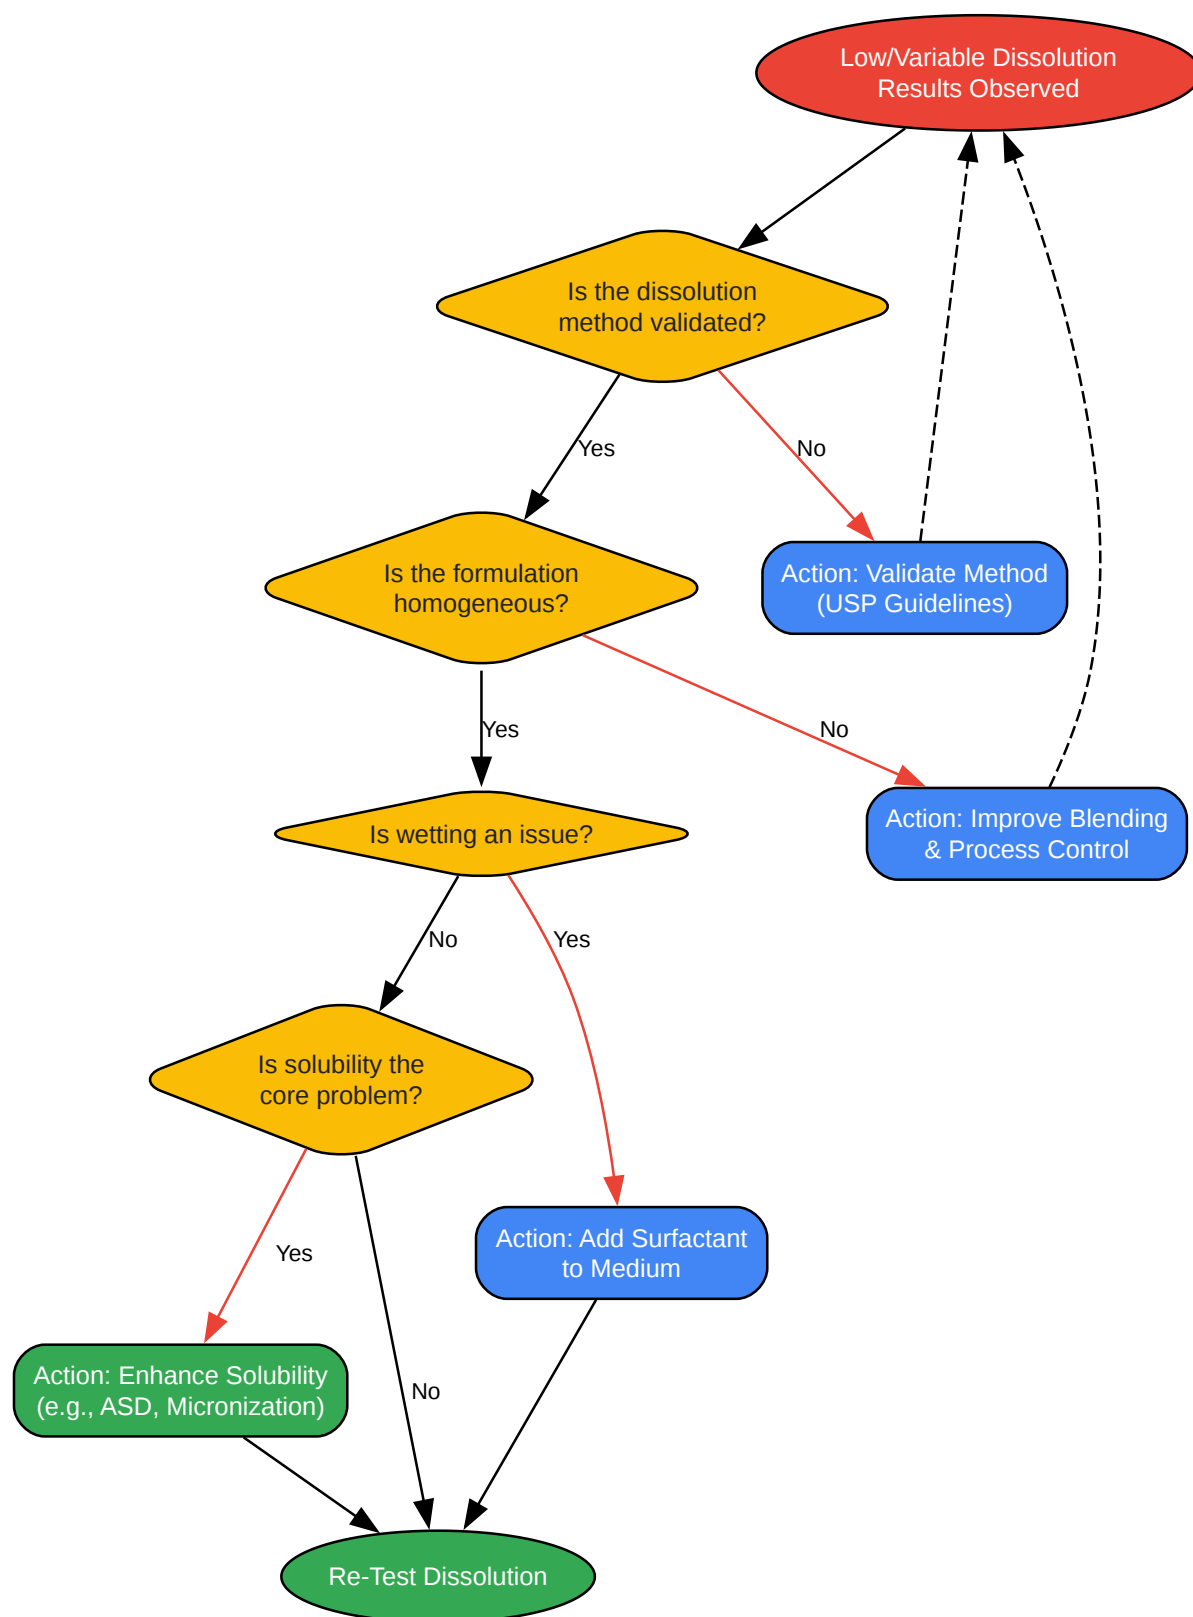 Low/Variable Dissolution
Results Observed
Is the dissolution
method validated?
Yes
No
Is the formulation
homogeneous?
Action: Validate Method
(USP Guidelines)
Yes
No
Is wetting an issue?
Action: Improve Blending
& Process Control
No
Yes
Is solubility the
core problem?
Action: Add Surfactant
to Medium
Yes
Action: Enhance Solubility
(e.g., ASD, Micronization)
No
Re-Test Dissolution